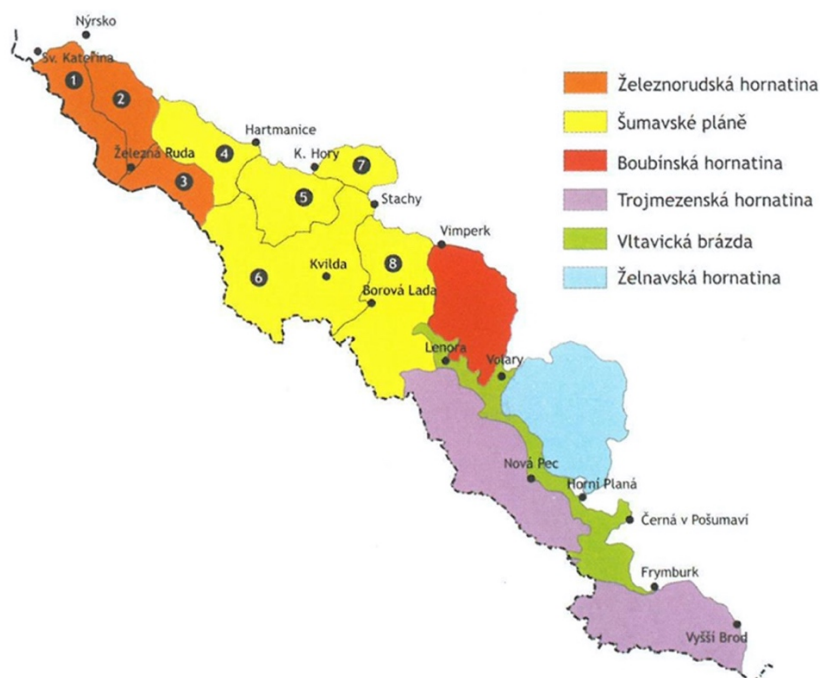 Nýrsko
Sv. Kateřina
1
2
Železná Ruda
3
Hartmanice
4
K. Hory
7
5
Stachy
Vimperk
6
Kvilda
8
Borová Lada
Lenora
Volary
Nová Pec
Horní Planá
Černá v Pošumaví
Frymburk
Vyšší Brod
Železnorudská hornatina
Šumavské pláně
Boubínská hornatina
Trojmezenská hornatina
Vltavická brázda
Želnavská hornatina